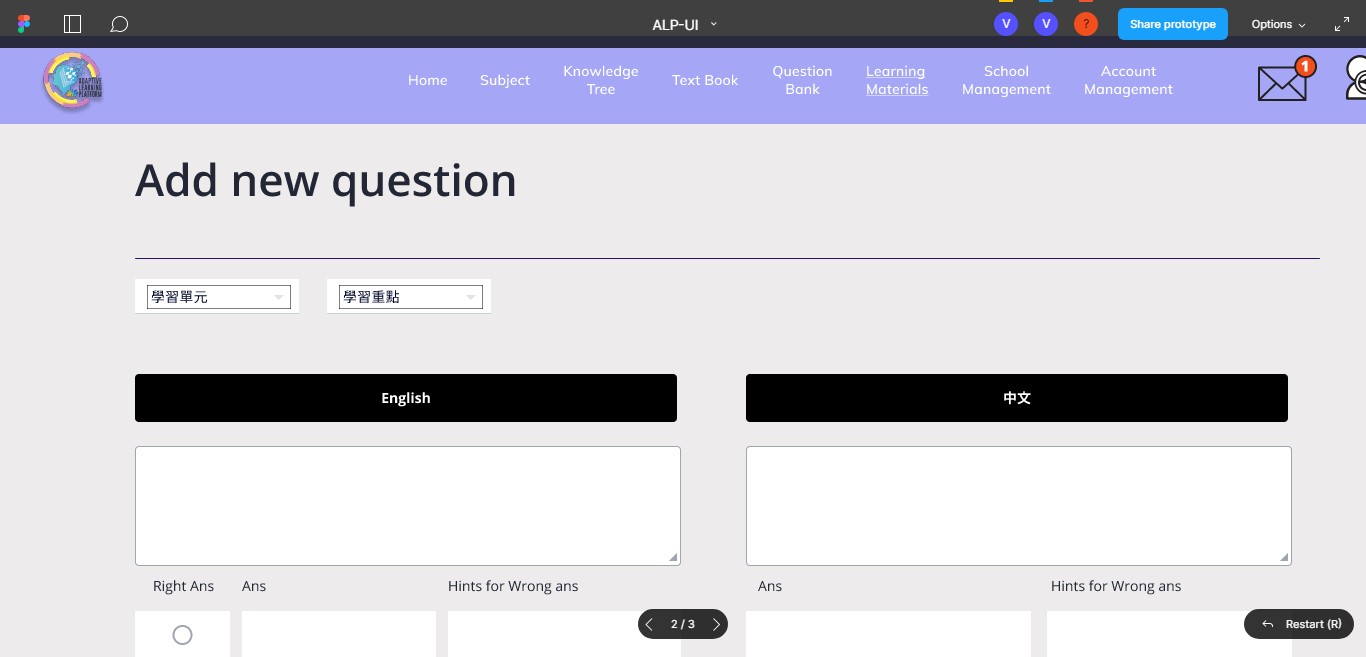 ALP-UI
V
V
?
Share prototype
Options
ADAPTIVE
LEARNING
PLATFORM
Home
Subject
Knowledge
Tree
Text Book
Question
Bank
Learning
Materials
School
Management
Account
Management
1
Add new question
學習單元
學習重點
English
中文
Right Ans
Ans
Hints for Wrong ans
Ans
Hints for Wrong ans
2 / 3
Restart (R)